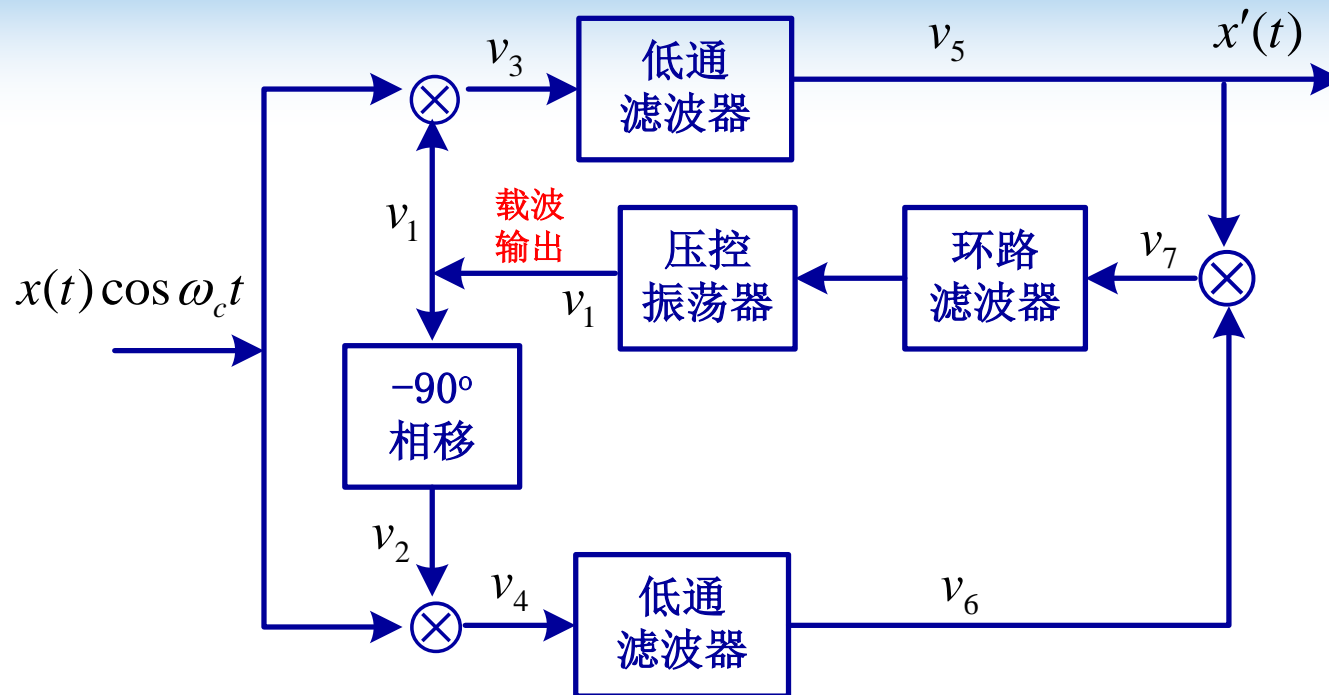 v₃
低通
滤波器
v₅
x′(t)
v₁
载波
输出
v₁
压控
振荡器
环路
滤波器
v₇
x(t) cos ω_c t
−90°
相移
v₂
v₄
低通
滤波器
v₆